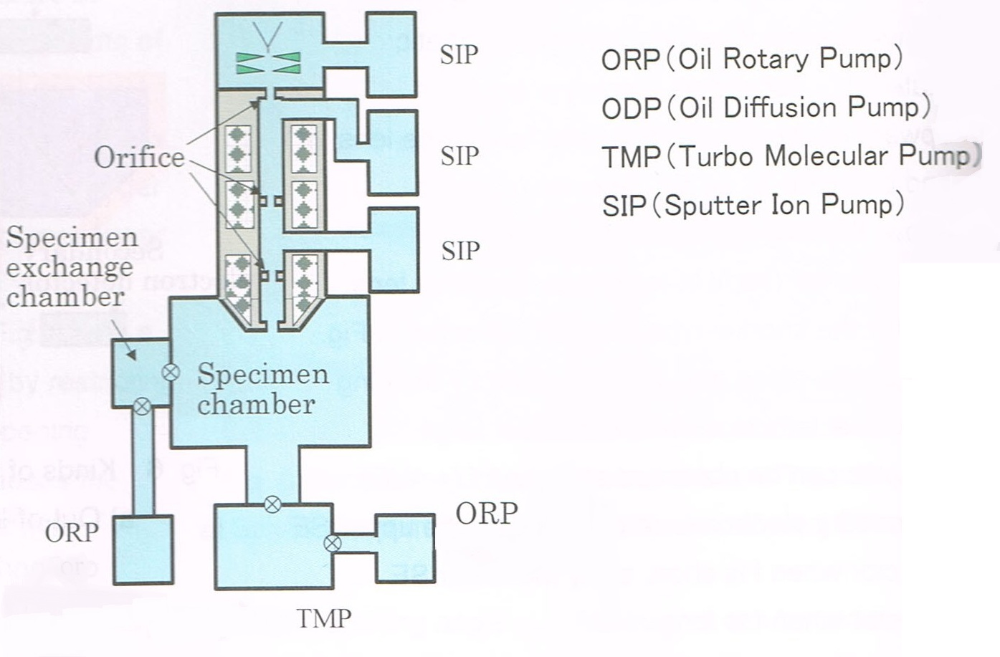 SIP
ORP(Oil Rotary Pump)
ODP(Oil Diffusion Pump)
TMP(Turbo Molecular Pump)
SIP(Sputter Ion Pump)
SIP
Orifice
SIP
Specimen
exchange
chamber
Specimen
chamber
ORP
ORP
TMP